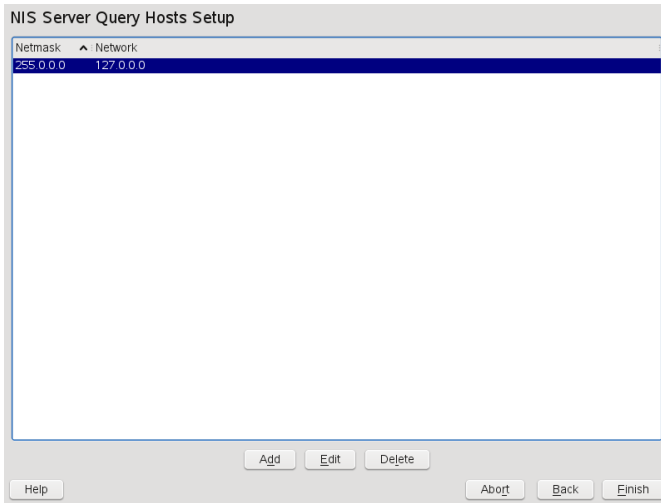 NIS Server Query Hosts Setup
Netmask Network
255.0.0.0 127.0.0.0
Add Edit Delete
Help Abort Back Finish